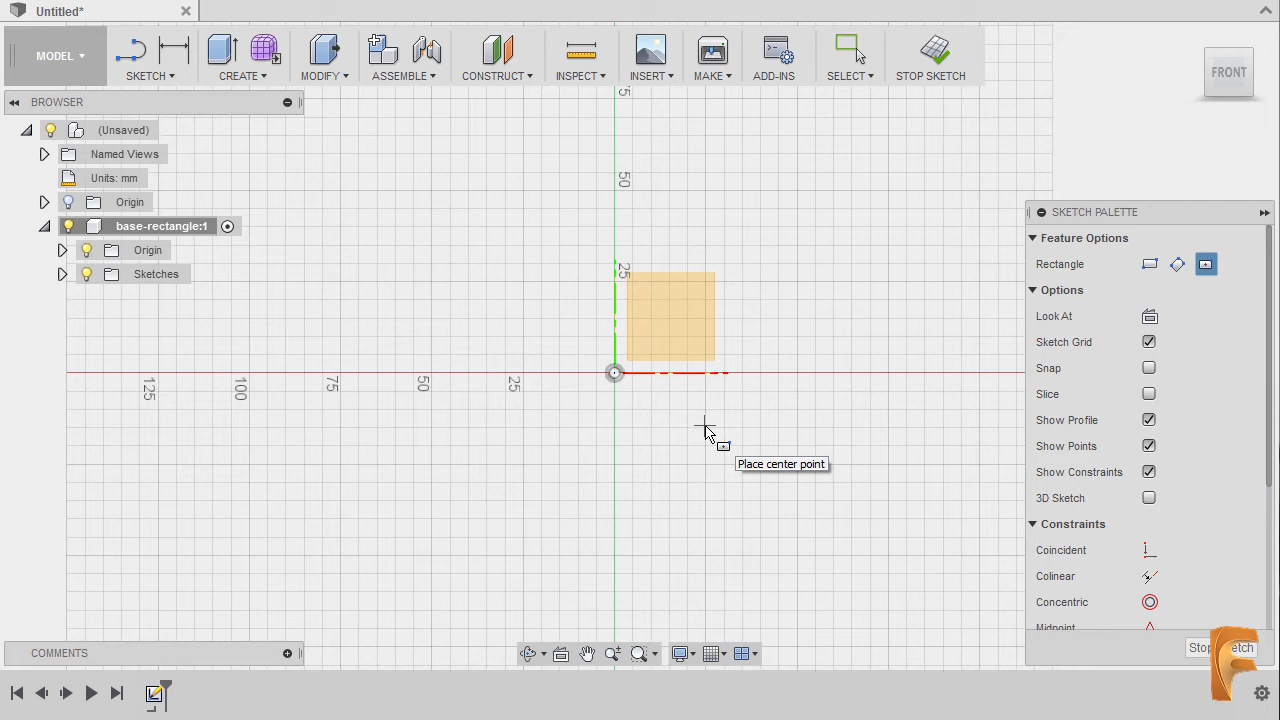 Untitled*
MODEL
SKETCH
CREATE
MODIFY
ASSEMBLE
CONSTRUCT
INSPECT
INSERT
MAKE
ADD-INS
SELECT
STOP SKETCH
FRONT
BROWSER
(Unsaved)
Named Views
Units: mm
Origin
base-rectangle:1
Origin
Sketches
50
25
125
100
75
50
25
Place center point
SKETCH PALETTE
Feature Options
Rectangle
Options
Look At
Sketch Grid
Snap
Slice
Show Profile
Show Points
Show Constraints
3D Sketch
Constraints
Coincident
Colinear
Concentric
Midpoint
COMMENTS